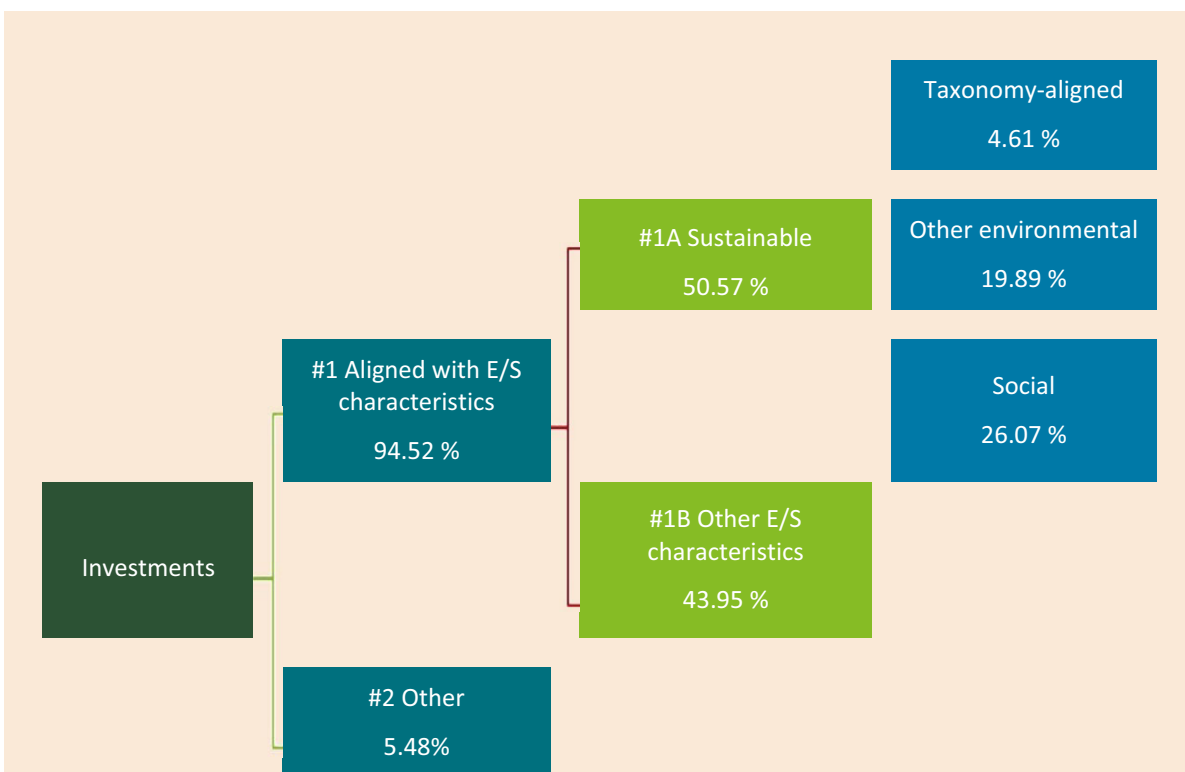 Taxonomy-aligned
4.61 %
#1A Sustainable
50.57 %
Other environmental
19.89 %
#1 Aligned with E/S
characteristics
94.52 %
Social
26.07 %
Investments
#1B Other E/S
characteristics
43.95 %
#2 Other
5.48%